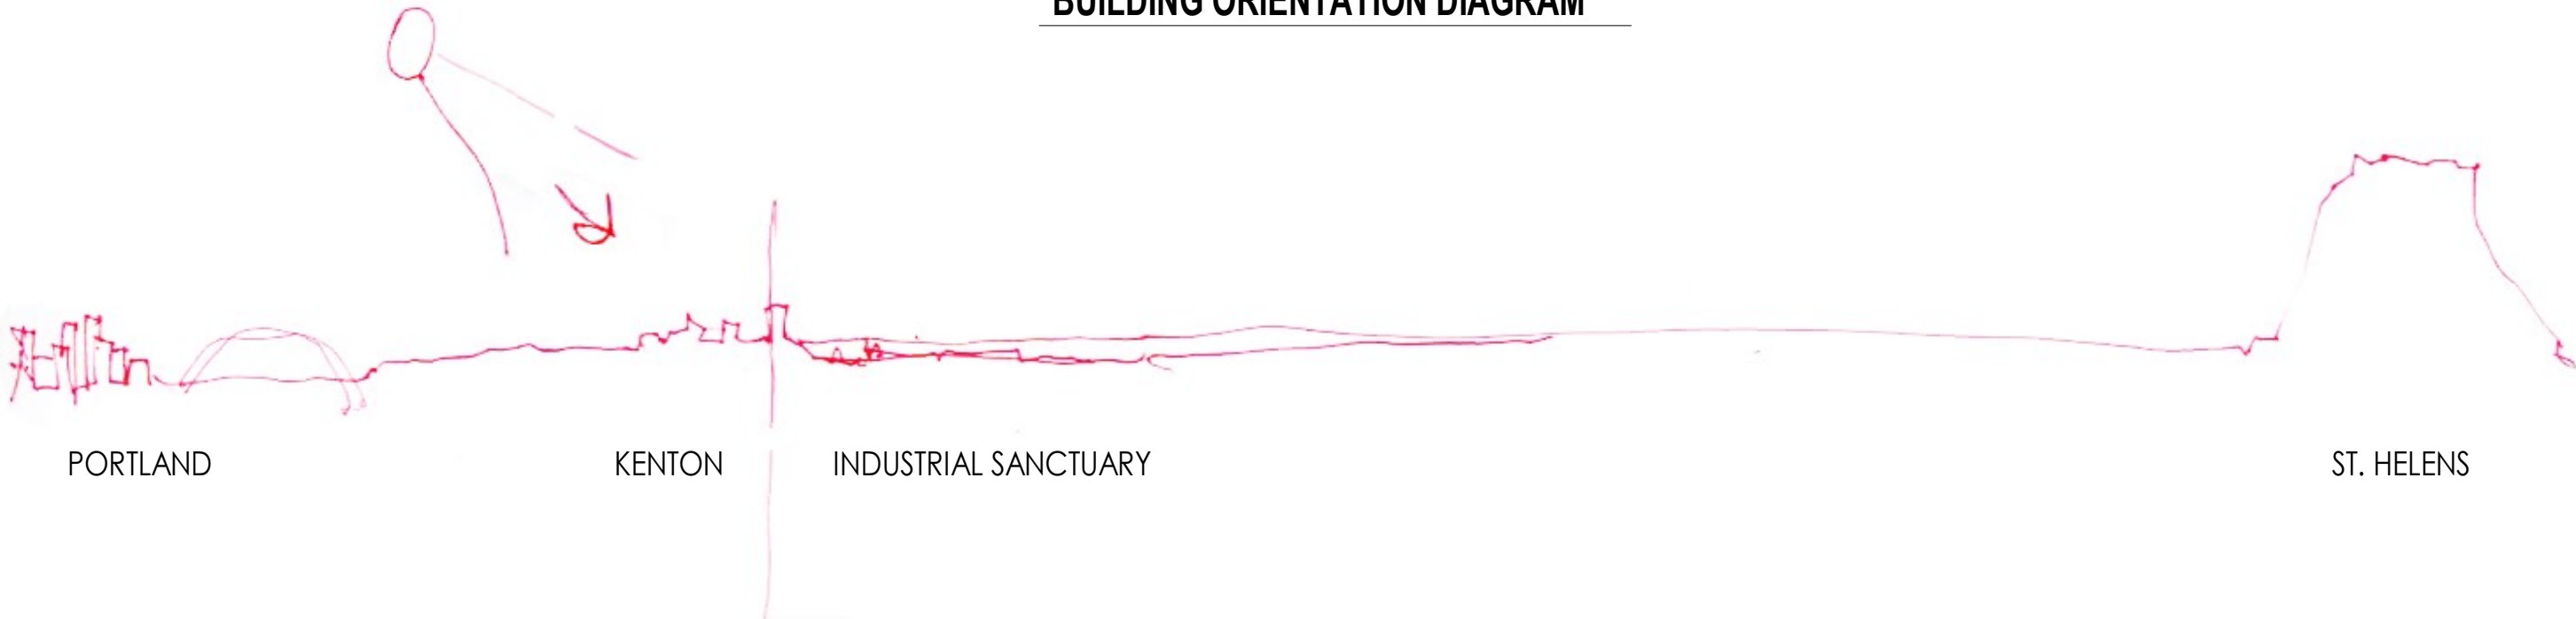 BUILDING ORIENTATION DIAGRAM
PORTLAND
KENTON
INDUSTRIAL SANCTUARY
ST. HELENS